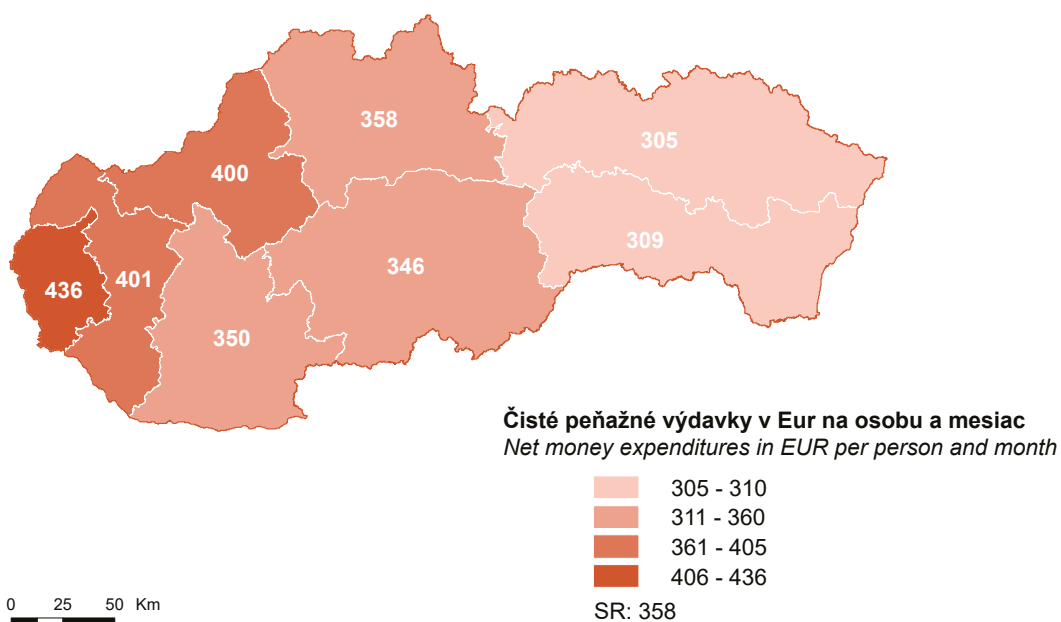 358
305
400
309
346
401
436
350
Čisté peňažné výdavky v Eur na osobu a mesiac
Net money expenditures in EUR per person and month
305 - 310
311 - 360
361 - 405
406 - 436
0 25 50 Km
SR: 358